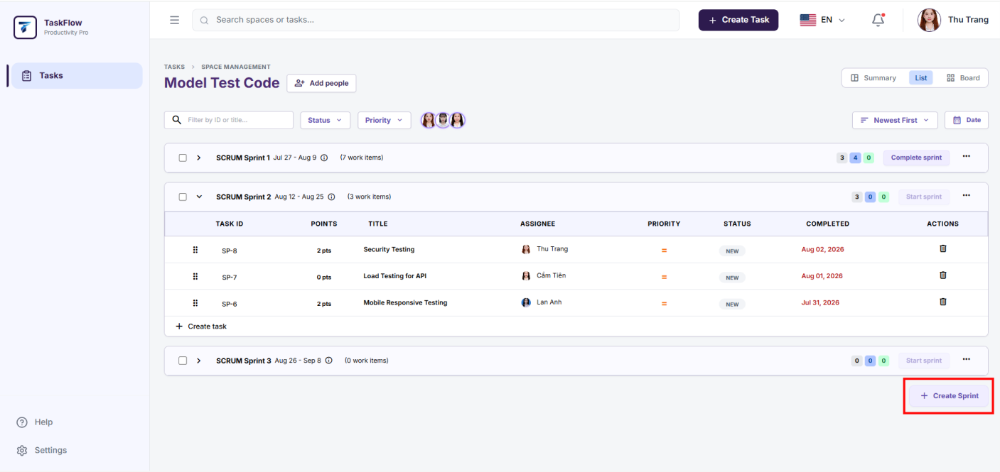 TaskFlow
Productivity Pro
Search spaces or tasks...
+ Create Task
EN
Thu Trang
Tasks
TASKS > SPACE MANAGEMENT
Model Test Code
Add people
Summary
List
Board
Filter by ID or title...
Status
Priority
Newest First
Date
SCRUM Sprint 1 Jul 27 - Aug 9 (7 work items) 3 4 0 Complete sprint ...
SCRUM Sprint 2 Aug 12 - Aug 25 (3 work items) 3 0 0 Start sprint ...
TASK ID POINTS TITLE ASSIGNEE PRIORITY STATUS COMPLETED ACTIONS
SP-8 2 pts Security Testing Thu Trang = NEW Aug 02, 2026
SP-7 0 pts Load Testing for API Cẩm Tiên = NEW Aug 01, 2026
SP-6 2 pts Mobile Responsive Testing Lan Anh = NEW Jul 31, 2026
+ Create task
SCRUM Sprint 3 Aug 26 - Sep 8 (0 work items) 0 0 0 Start sprint ...
+ Create Sprint
Help
Settings